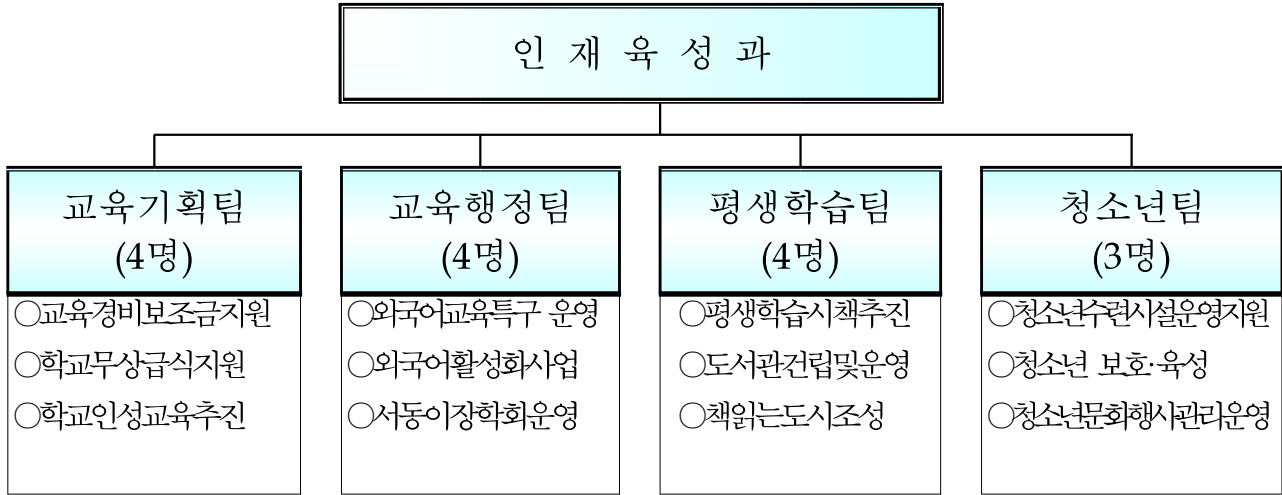 인 재 육 성 과
교육기획팀
(4명)
○교육경비보조금지원
○학교무상급식지원
○학교인성교육추진
교육행정팀
(4명)
○외국어교육특구 운영
○외국어활성화사업
○서동이장학회운영
평생학습팀
(4명)
○평생학습시책추진
○도서관건립및운영
○책읽는도시조성
청소년팀
(3명)
○청소년수련시설운영지원
○청소년 보호·육성
○청소년문화행사관리운영